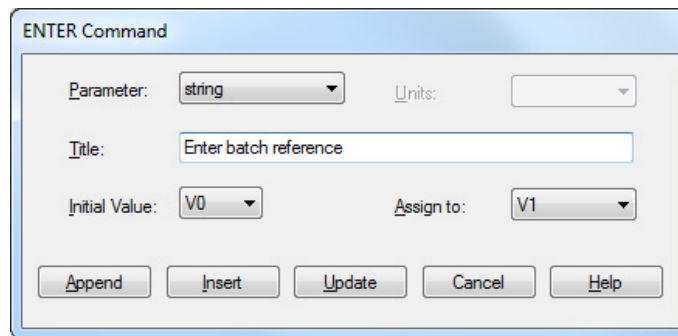 ENTER Command
Parameter: string Units:
Title: Enter batch reference
Initial Value: V0 Assign to: V1
Append Insert Update Cancel Help